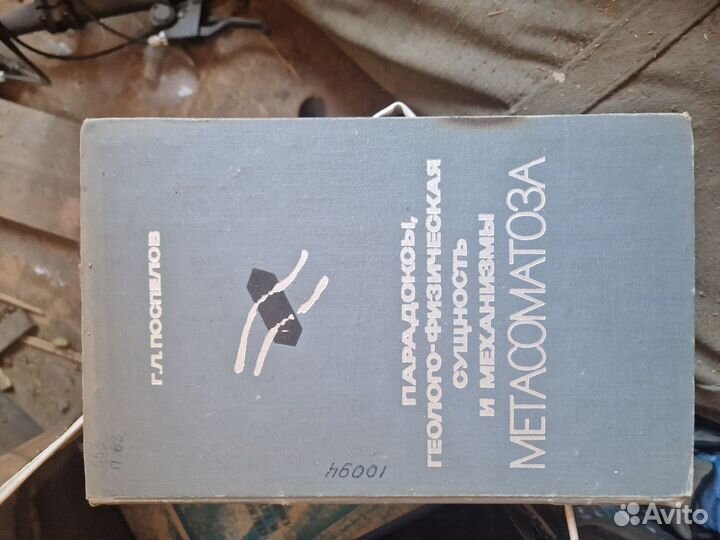 Г.Л.ПОСПЕЛОВ
ПАРАДОКСЫ,
ГЕОЛОГО-ФИЗИЧЕСКАЯ
СУЩНОСТЬ
И МЕХАНИЗМЫ
МЕТАСОМАТОЗА
10094
Avito